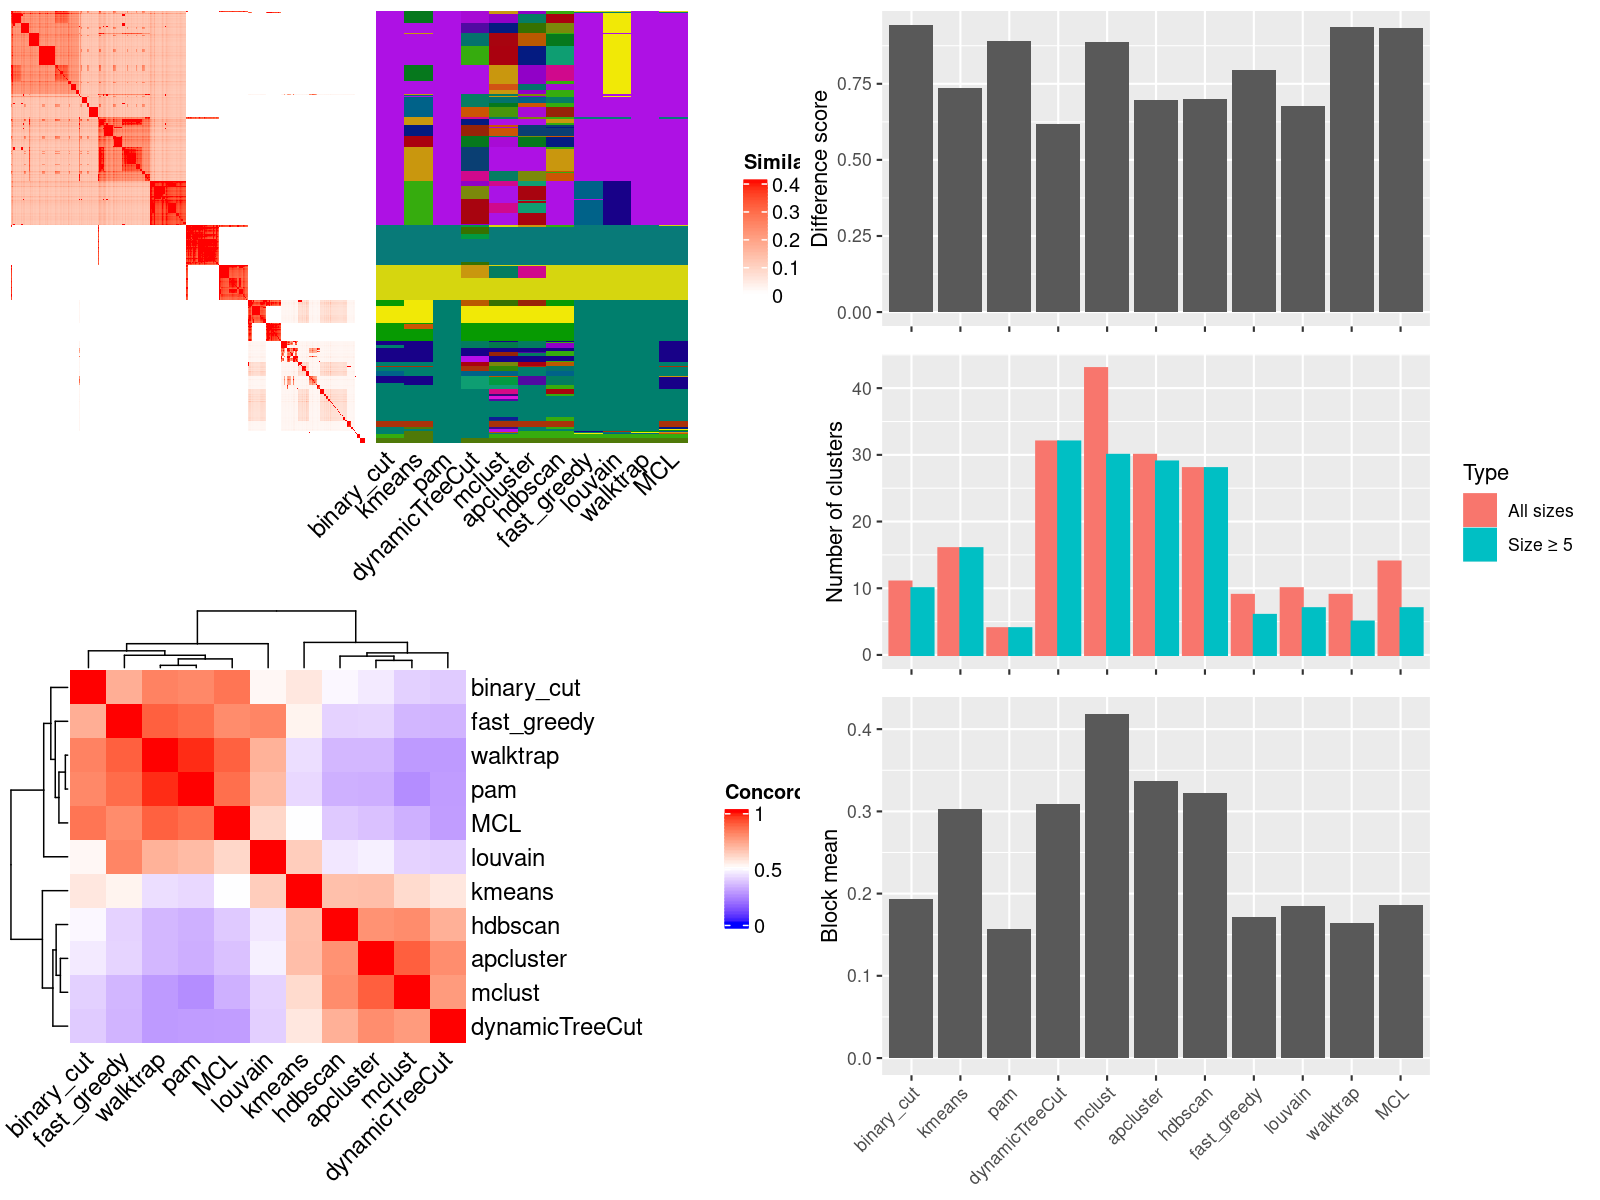 Simila
0.4
0.3
0.2
0.1
0
binary_cut
kmeans
pam
dynamicTreeCut
mclust
apcluster
hdbscan
fast_greedy
louvain
walktrap
MCL
Difference score
0.75
0.50
0.25
0.00
Number of clusters
40
30
20
10
0
Type
All sizes
Size ≥ 5
binary_cut
fast_greedy
walktrap
pam
MCL
louvain
kmeans
hdbscan
apcluster
mclust
dynamicTreeCut
binary_cut
fast_greedy
walktrap
pam
MCL
louvain
kmeans
hdbscan
apcluster
mclust
dynamicTreeCut
Concord
1
0.5
0
Block mean
0.4
0.3
0.2
0.1
0.0
binary_cut
kmeans
pam
dynamicTreeCut
mclust
apcluster
hdbscan
fast_greedy
louvain
walktrap
MCL